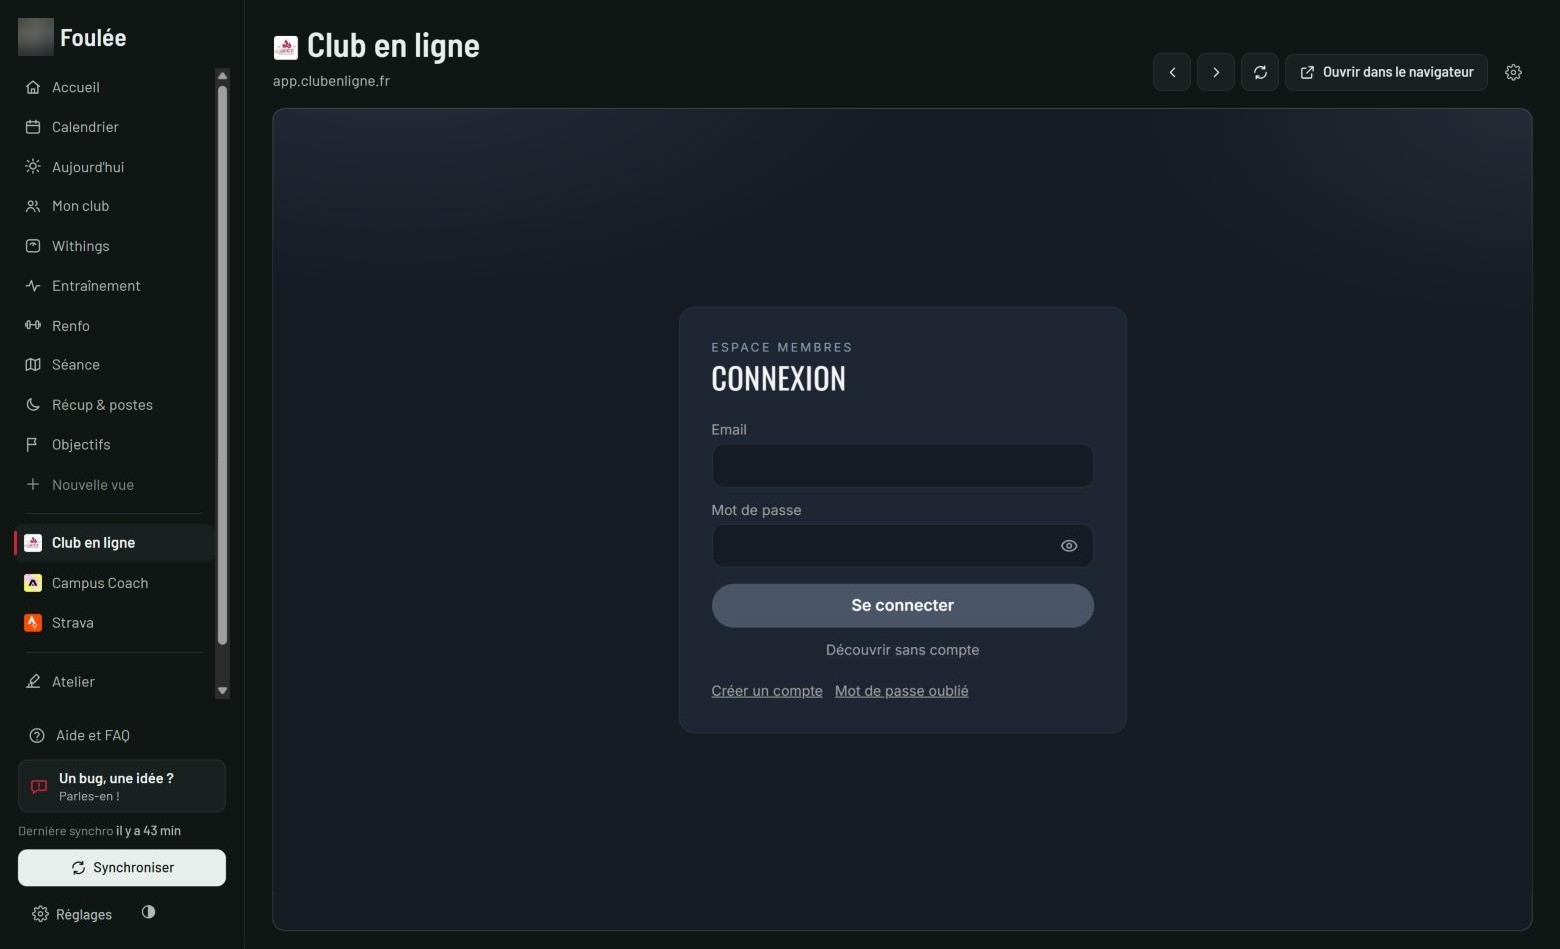 Foulée
Accueil
Calendrier
Aujourd'hui
Mon club
Withings
Entraînement
Renfo
Séance
Récup & postes
Objectifs
Nouvelle vue
Club en ligne
Campus Coach
Strava
Atelier
Aide et FAQ
Un bug, une idée ?
Parles-en !
Dernière synchro il y a 43 min
Synchroniser
Réglages
Club en ligne
app.clubenligne.fr
Ouvrir dans le navigateur
ESPACE MEMBRES
CONNEXION
Email
Mot de passe
Se connecter
Découvrir sans compte
Créer un compte Mot de passe oublié